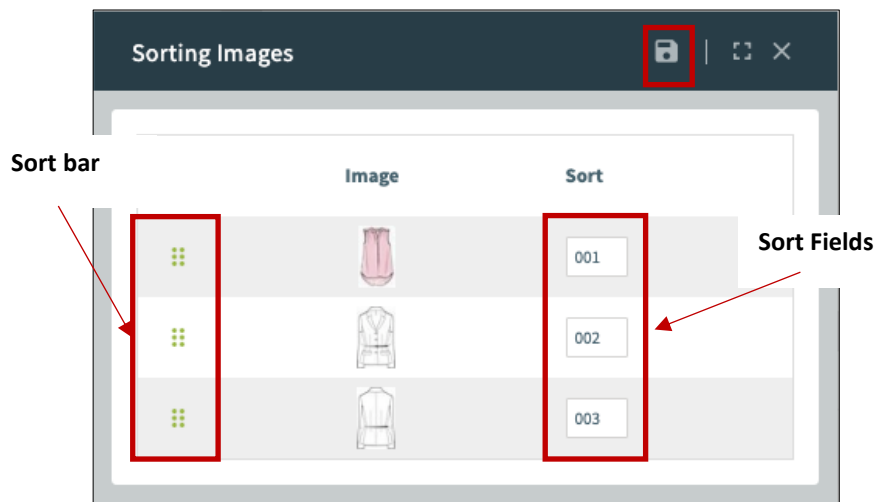 Sorting Images
Sort bar
Image Sort
001
Sort Fields
002
003